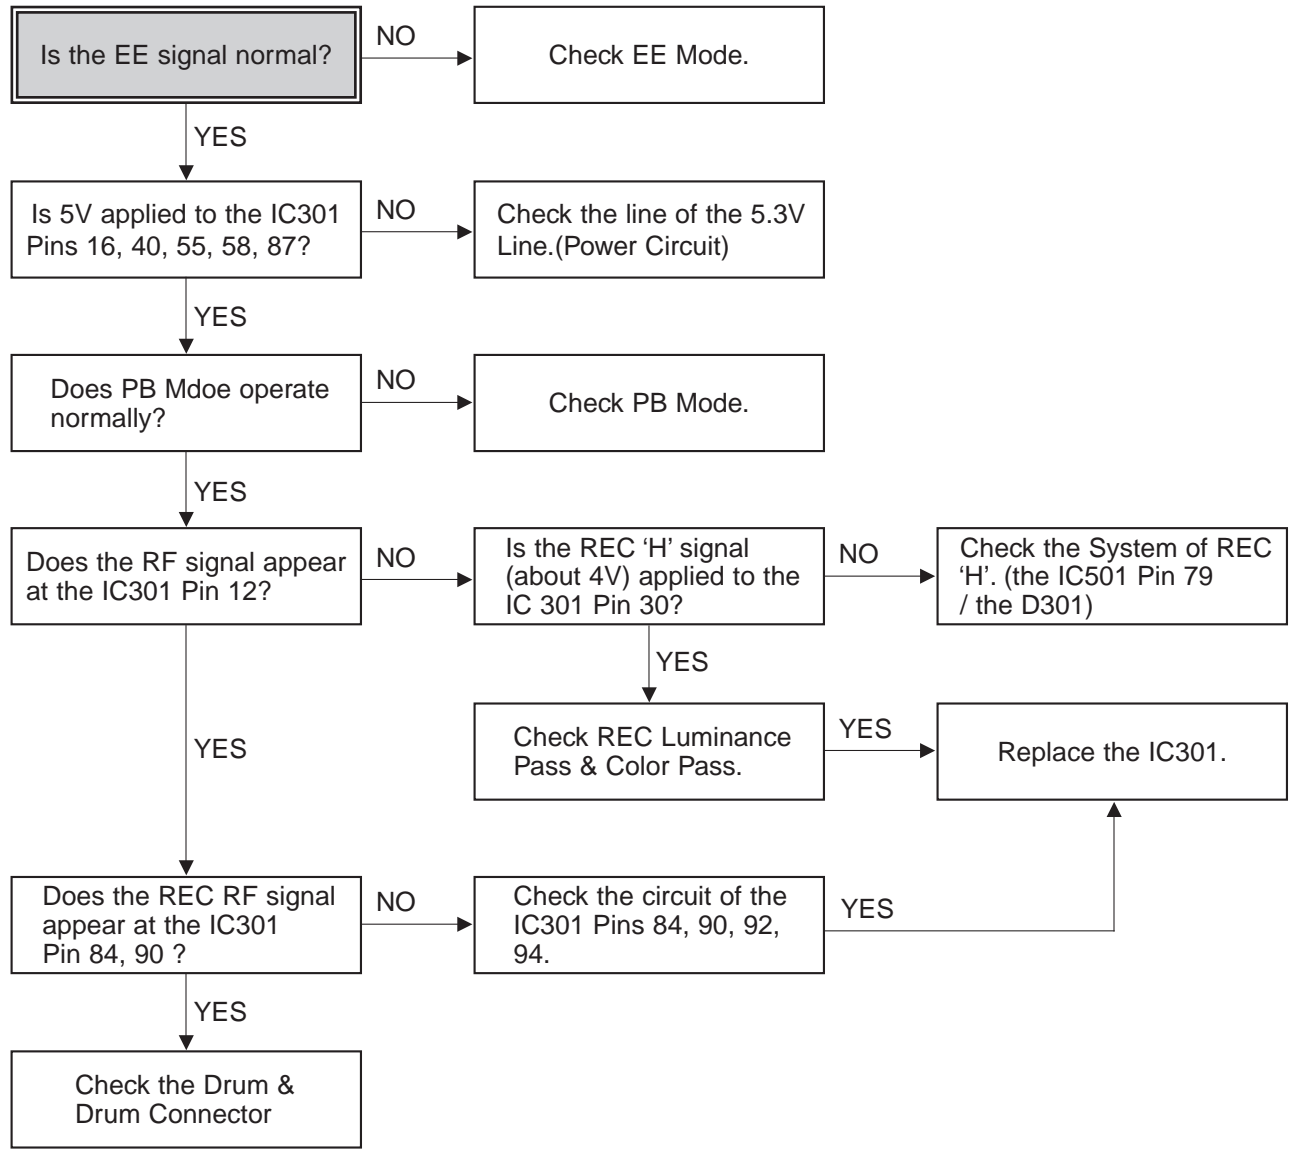 Is the EE signal normal?
NO
Check EE Mode.
YES
Is 5V applied to the IC301
Pins 16, 40, 55, 58, 87?
NO
Check the line of the 5.3V
Line.(Power Circuit)
YES
Does PB Mdoe operate
normally?
NO
Check PB Mode.
YES
Does the RF signal appear
at the IC301 Pin 12?
NO
Is the REC ‘H’ signal
(about 4V) applied to the
IC 301 Pin 30?
NO
Check the System of REC
‘H’. (the IC501 Pin 79
/ the D301)
YES
Check REC Luminance
Pass & Color Pass.
YES
Replace the IC301.
YES
Does the REC RF signal
appear at the IC301
Pin 84, 90 ?
NO
Check the circuit of the
IC301 Pins 84, 90, 92,
94.
YES
YES
Check the Drum &
Drum Connector